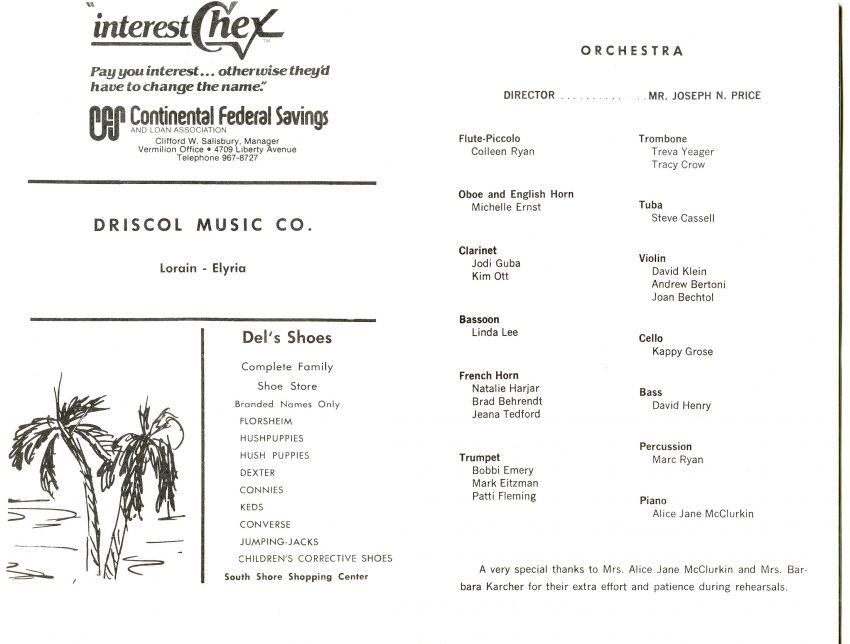 "interest Chex™
Pay you interest... otherwise they'd
have to change the name."
CFS Continental Federal Savings
AND LOAN ASSOCIATION
Clifford W. Salisbury, Manager
Vermilion Office • 4709 Liberty Avenue
Telephone 967-8727
DRISCOL MUSIC CO.
Lorain - Elyria
Del's Shoes
Complete Family
Shoe Store
Branded Names Only
FLORSHEIM
HUSHPUPPIES
HUSH PUPPIES
DEXTER
CONNIES
KEDS
CONVERSE
JUMPING-JACKS
CHILDREN'S CORRECTIVE SHOES
South Shore Shopping Center
ORCHESTRA
DIRECTOR . . . . . . . . . . . . MR. JOSEPH N. PRICE
Flute-Piccolo
Colleen Ryan
Oboe and English Horn
Michelle Ernst
Clarinet
Jodi Guba
Kim Ott
Bassoon
Linda Lee
French Horn
Natalie Harjar
Brad Behrendt
Jeana Tedford
Trumpet
Bobbi Emery
Mark Eitzman
Patti Fleming
Trombone
Treva Yeager
Tracy Crow
Tuba
Steve Cassell
Violin
David Klein
Andrew Bertoni
Joan Bechtol
Cello
Kappy Grose
Bass
David Henry
Percussion
Marc Ryan
Piano
Alice Jane McClurkin
A very special thanks to Mrs. Alice Jane McClurkin and Mrs. Bar-
bara Karcher for their extra effort and patience during rehearsals.